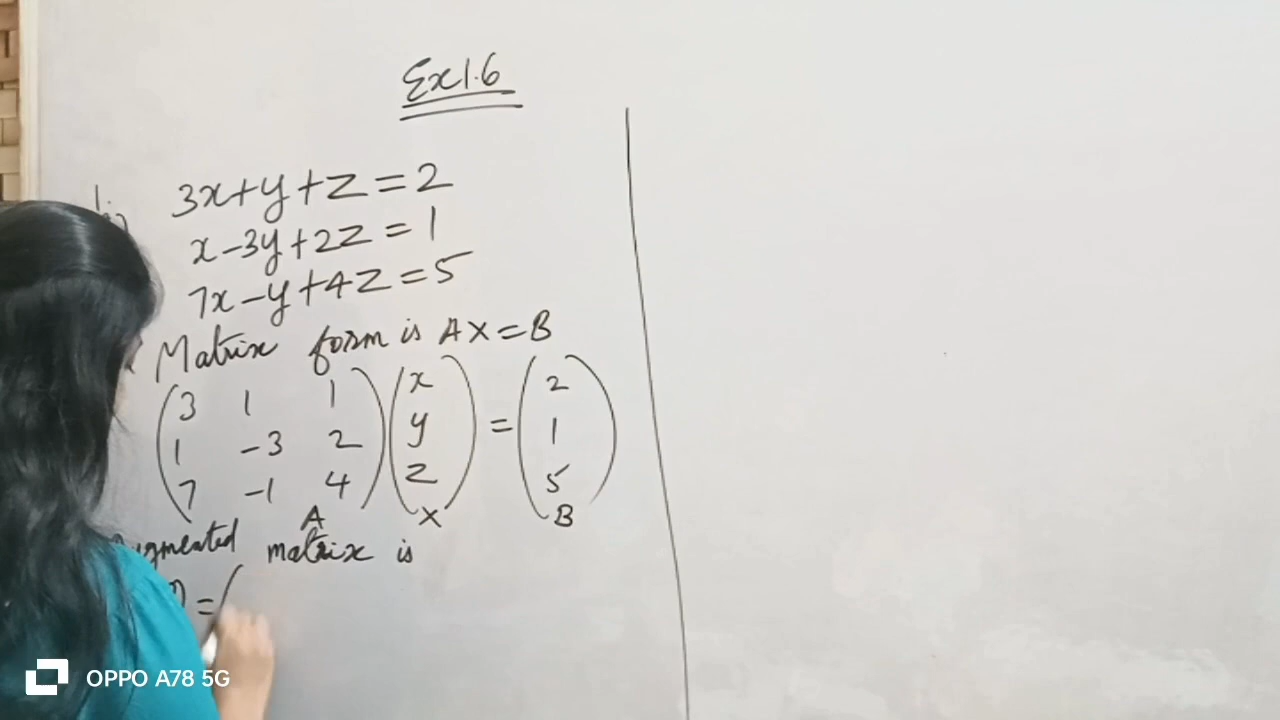 Ex1.6
3x+y+z=2
x-3y+2z=1
7x-y+4z=5
Matrix form is AX=B
(3 1 1) (x) = (2)
(1 -3 2) (y) (1)
(7 -1 4) (z) (5)
A X B
matrix is
= (
OPPO A78 5G